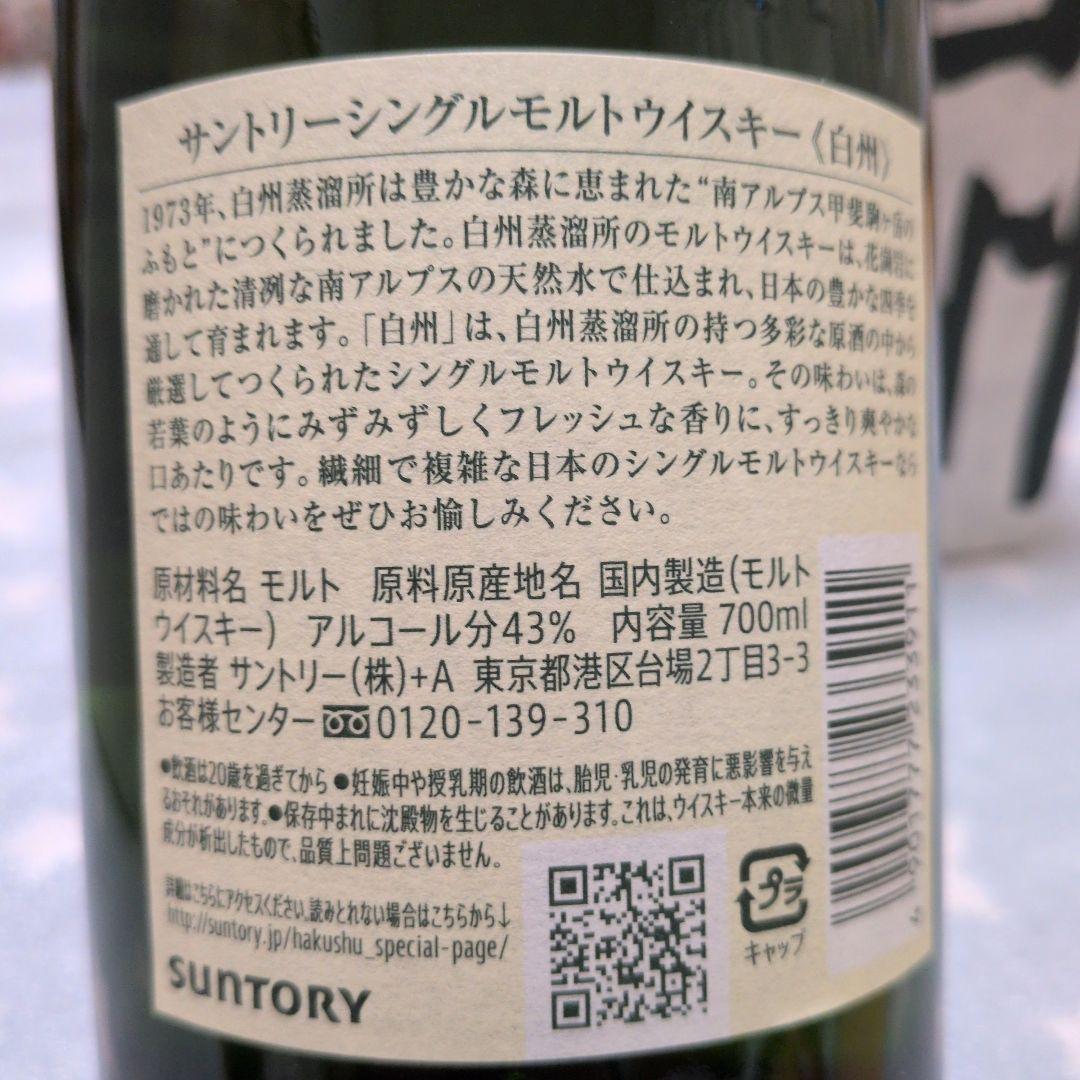 サントリーシングルモルトウイスキー《白州》
1973年、白州蒸溜所は豊かな森に恵まれた“南アルプス甲斐駒ヶ岳の
ふもと”につくられました。白州蒸溜所のモルトウイスキーは、花崗岩に
磨かれた清冽な南アルプスの天然水で仕込まれ、日本の豊かな四季を
通して育まれます。「白州」は、白州蒸溜所の持つ多彩な原酒の中から
厳選してつくられたシングルモルトウイスキー。その味わいは、森の
若葉のようにみずみずしくフレッシュな香りに、すっきり爽やかな
口あたりです。繊細で複雑な日本のシングルモルトウイスキーなら
ではの味わいをぜひお愉しみください。
原材料名 モルト 原料原産地名 国内製造(モルト
ウイスキー) アルコール分43% 内容量 700ml
製造者 サントリー(株)+A 東京都港区台場2丁目3-3
お客様センター 0120-139-310
●飲酒は20歳を過ぎてから ●妊娠中や授乳期の飲酒は、胎児・乳児の発育に悪影響を与え
るおそれがあります。●保存中まれに沈殿物を生じることがあります。これは、ウイスキー本来の微量
成分が析出したもので、品質上問題ございません。
詳細はこちらにアクセスください。読みとれない場合はこちらから↓
http://suntory.jp/hakushu_special-page/
SUNTORY
プラ
キャップ